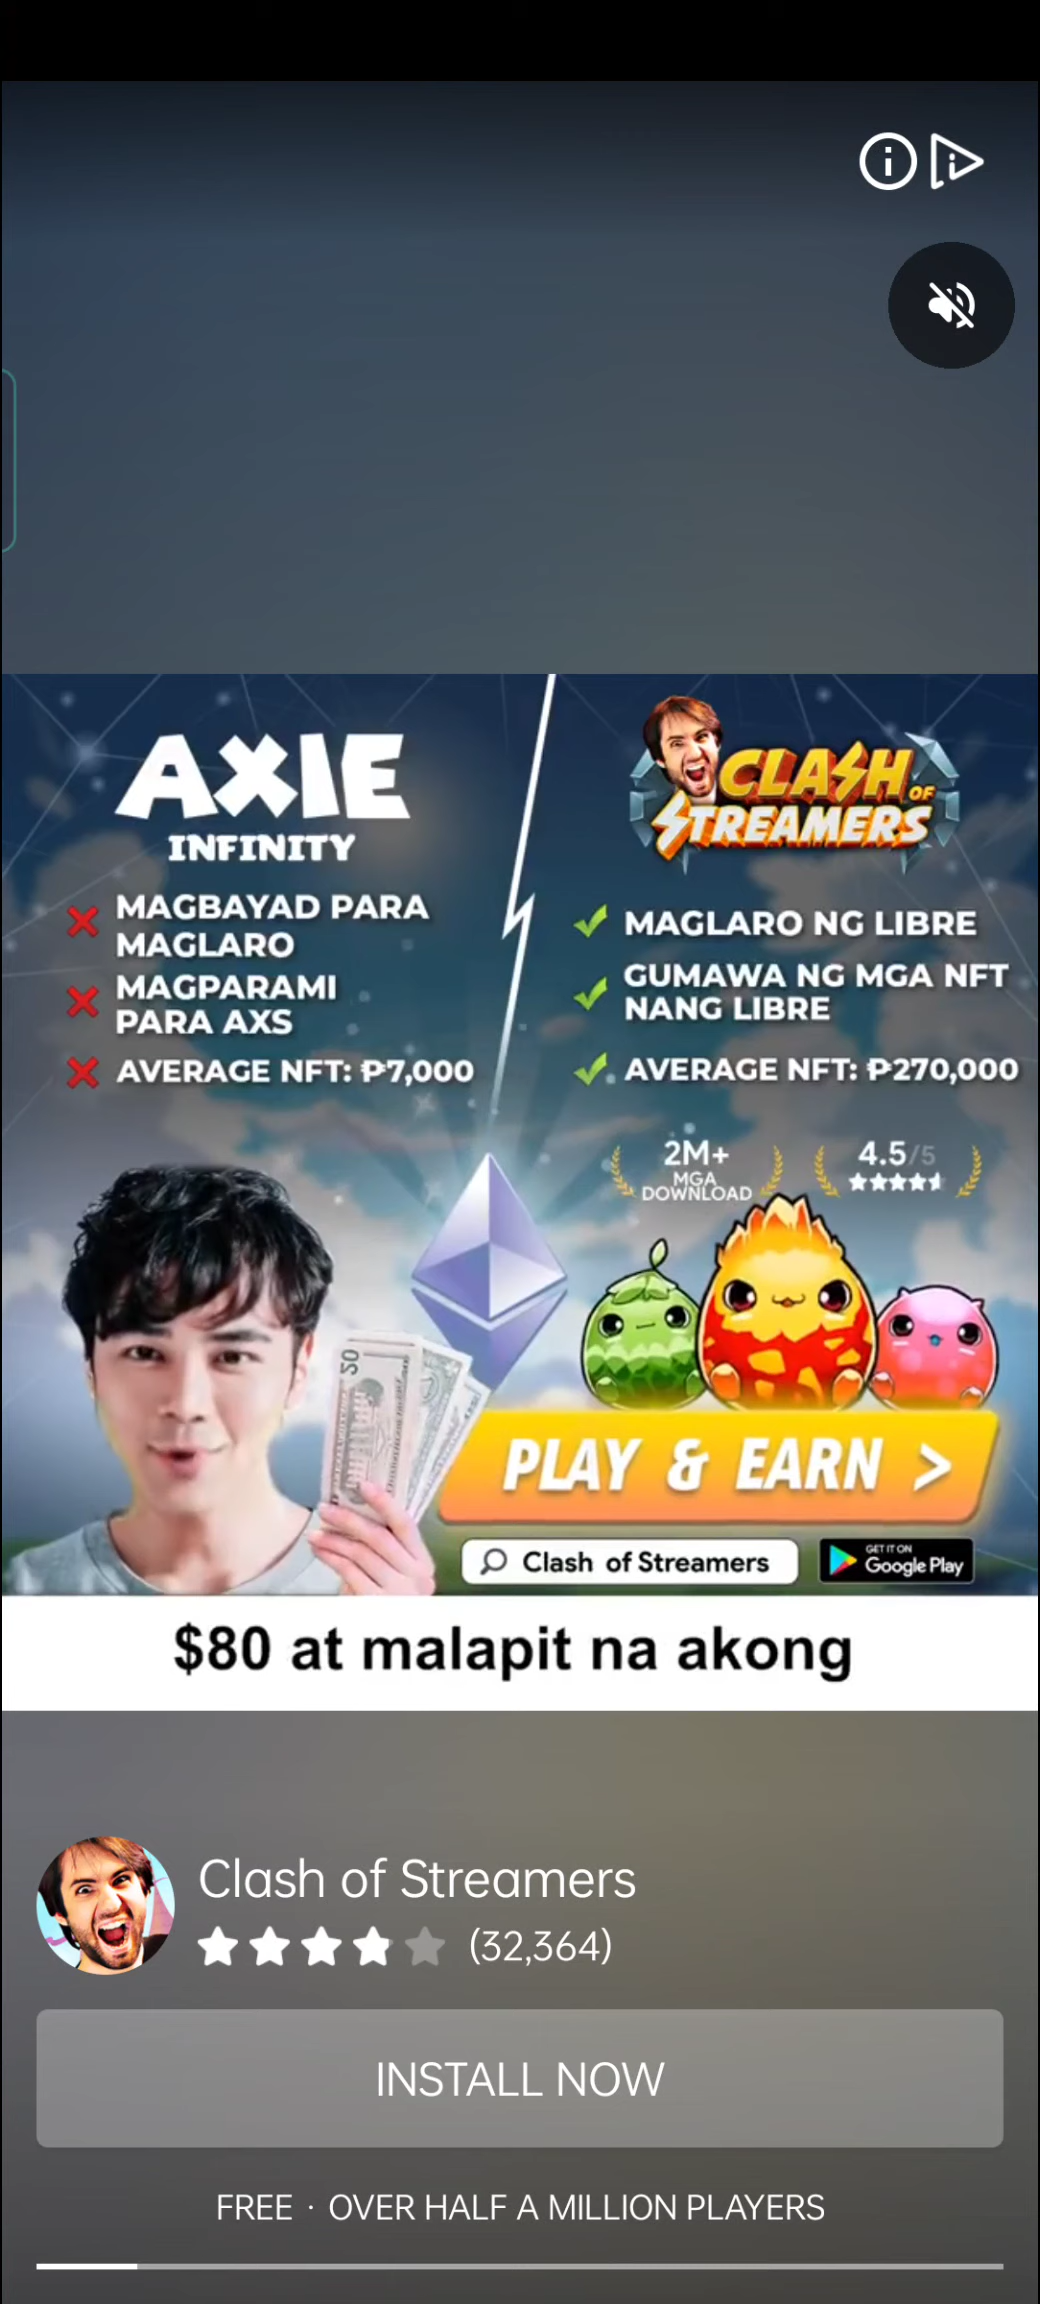 AXIE
INFINITY
MAGBAYAD PARA
MAGLARO
MAGPARAMI
PARA AXS
AVERAGE NFT: ₱7,000
CLASH OF
STREAMERS
MAGLARO NG LIBRE
GUMAWA NG MGA NFT
NANG LIBRE
AVERAGE NFT: ₱270,000
2M+
MGA
DOWNLOAD
4.5/5
20
PLAY & EARN >
Clash of Streamers
GET IT ON
Google Play
$80 at malapit na akong
Clash of Streamers
(32,364)
INSTALL NOW
FREE · OVER HALF A MILLION PLAYERS